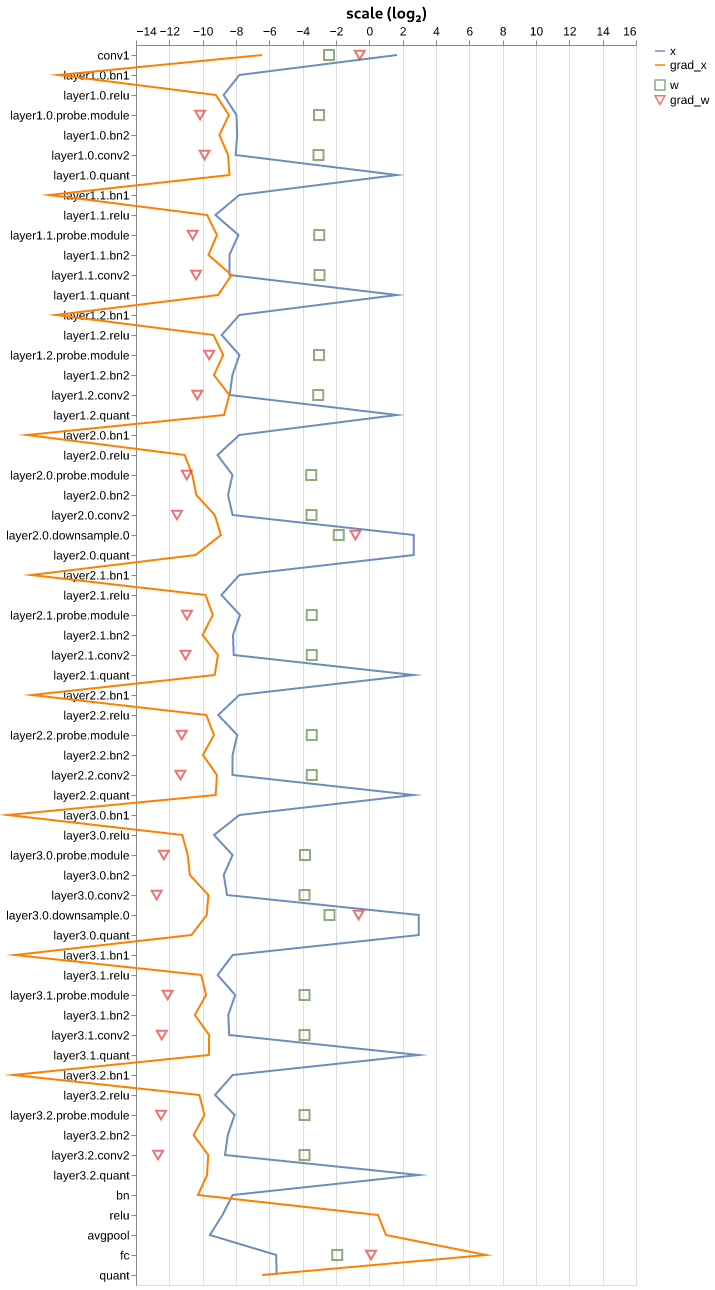 scale (log₂)
−14 −12 −10 −8 −6 −4 −2 0 2 4 6 8 10 12 14 16
x
grad_x
w
grad_w
conv1
layer1.0.bn1
layer1.0.relu
layer1.0.probe.module
layer1.0.bn2
layer1.0.conv2
layer1.0.quant
layer1.1.bn1
layer1.1.relu
layer1.1.probe.module
layer1.1.bn2
layer1.1.conv2
layer1.1.quant
layer1.2.bn1
layer1.2.relu
layer1.2.probe.module
layer1.2.bn2
layer1.2.conv2
layer1.2.quant
layer2.0.bn1
layer2.0.relu
layer2.0.probe.module
layer2.0.bn2
layer2.0.conv2
layer2.0.downsample.0
layer2.0.quant
layer2.1.bn1
layer2.1.relu
layer2.1.probe.module
layer2.1.bn2
layer2.1.conv2
layer2.1.quant
layer2.2.bn1
layer2.2.relu
layer2.2.probe.module
layer2.2.bn2
layer2.2.conv2
layer2.2.quant
layer3.0.bn1
layer3.0.relu
layer3.0.probe.module
layer3.0.bn2
layer3.0.conv2
layer3.0.downsample.0
layer3.0.quant
layer3.1.bn1
layer3.1.relu
layer3.1.probe.module
layer3.1.bn2
layer3.1.conv2
layer3.1.quant
layer3.2.bn1
layer3.2.relu
layer3.2.probe.module
layer3.2.bn2
layer3.2.conv2
layer3.2.quant
bn
relu
avgpool
fc
quant